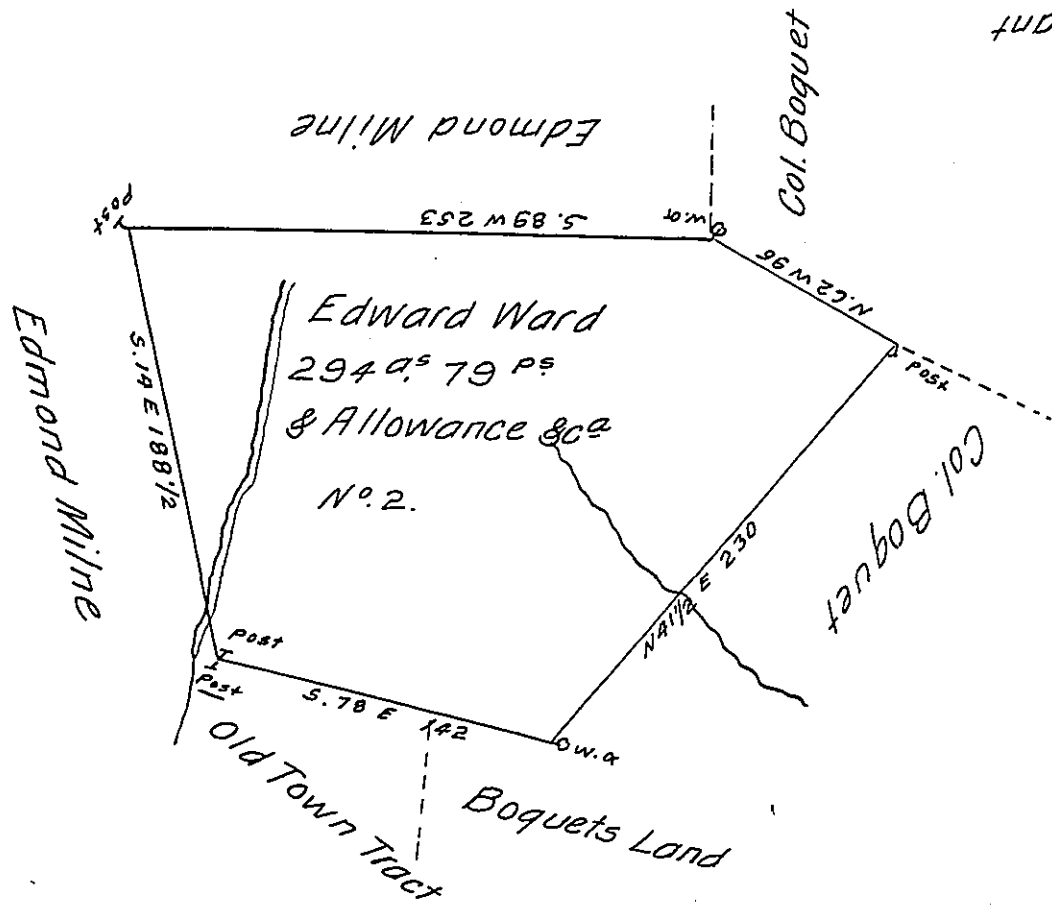 ant
Col. Boquet
Edmond Milne
post
S. 89 W 253
w.o
N. 62 W 96
post
Edmond Milne
S. 14 E 188 1/2
Edward Ward
294 a.s 79 ps
& Allowance &ca
No. 2.
Col. Boquet
N 41 1/2 E 230
post
post
S. 78 E 142
w.o
Old Town Tract
Boquets Land